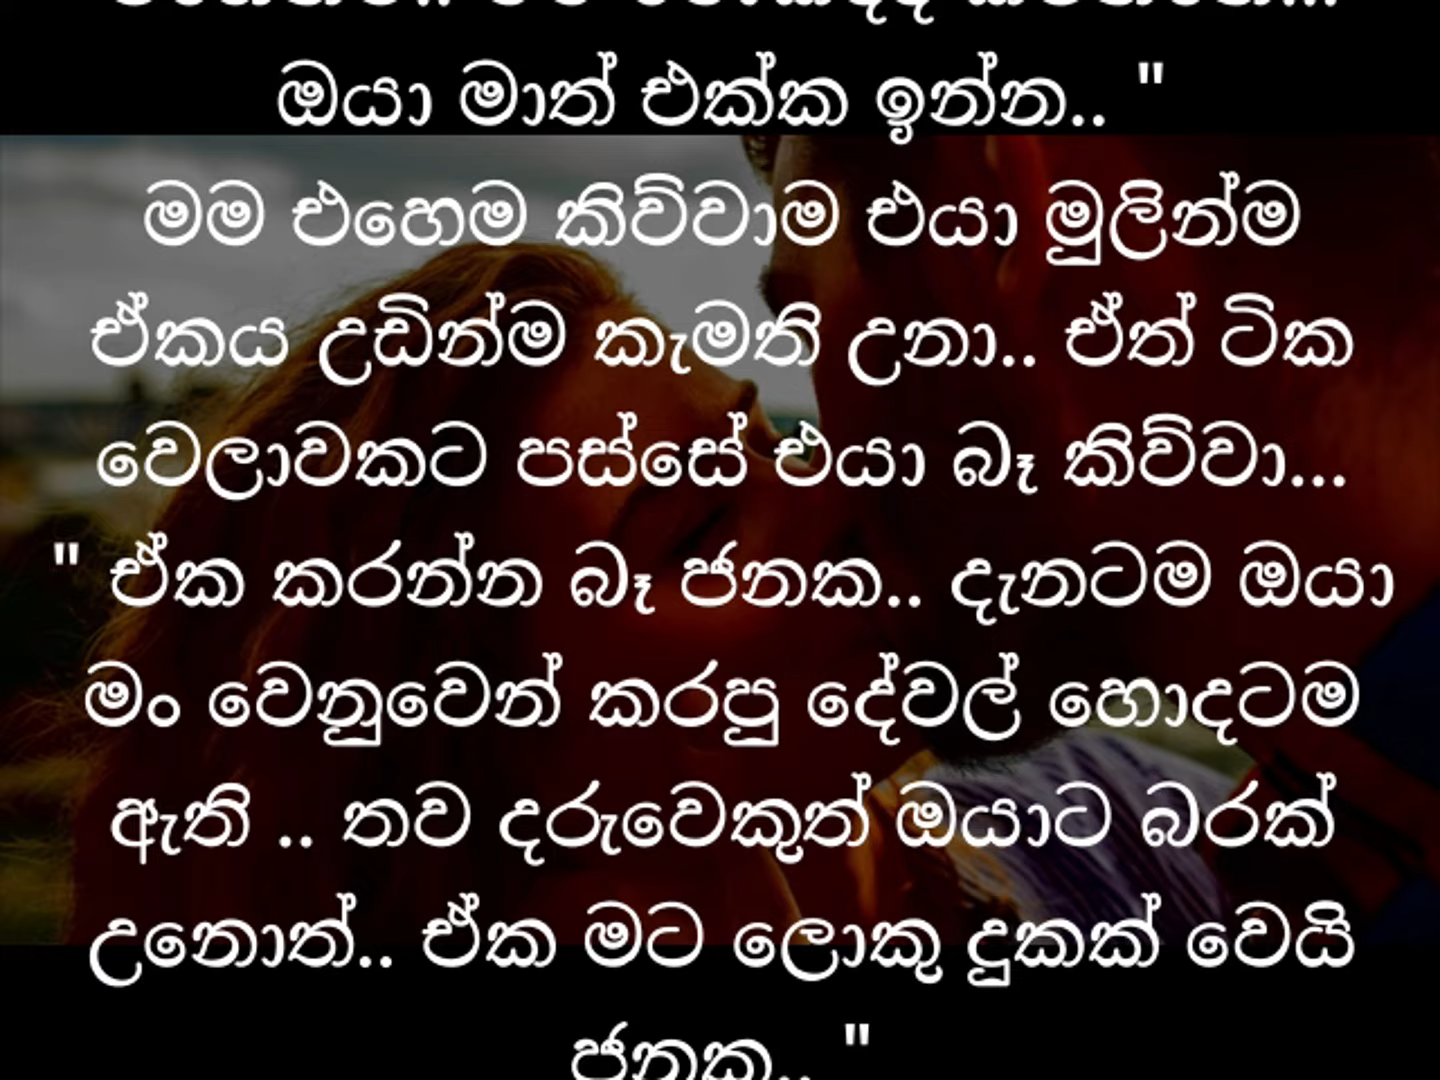 ඔයා මාත් එක්ක ඉන්න.. "
මම එහෙම කිව්වාම එයා මුලින්ම
ඒකය උඩින්ම කැමති උනා.. ඒත් ටික
වෙලාවකට පස්සේ එයා බෑ කිව්වා...
" ඒක කරන්න බෑ ජනක.. දැනටම ඔයා
මං වෙනුවෙන් කරපු දේවල් හොදටම
ඇති .. තව දරුවෙකුත් ඔයාට බරක්
උනොත්.. ඒක මට ලොකු දුකක් වෙයි
ජනක.. "